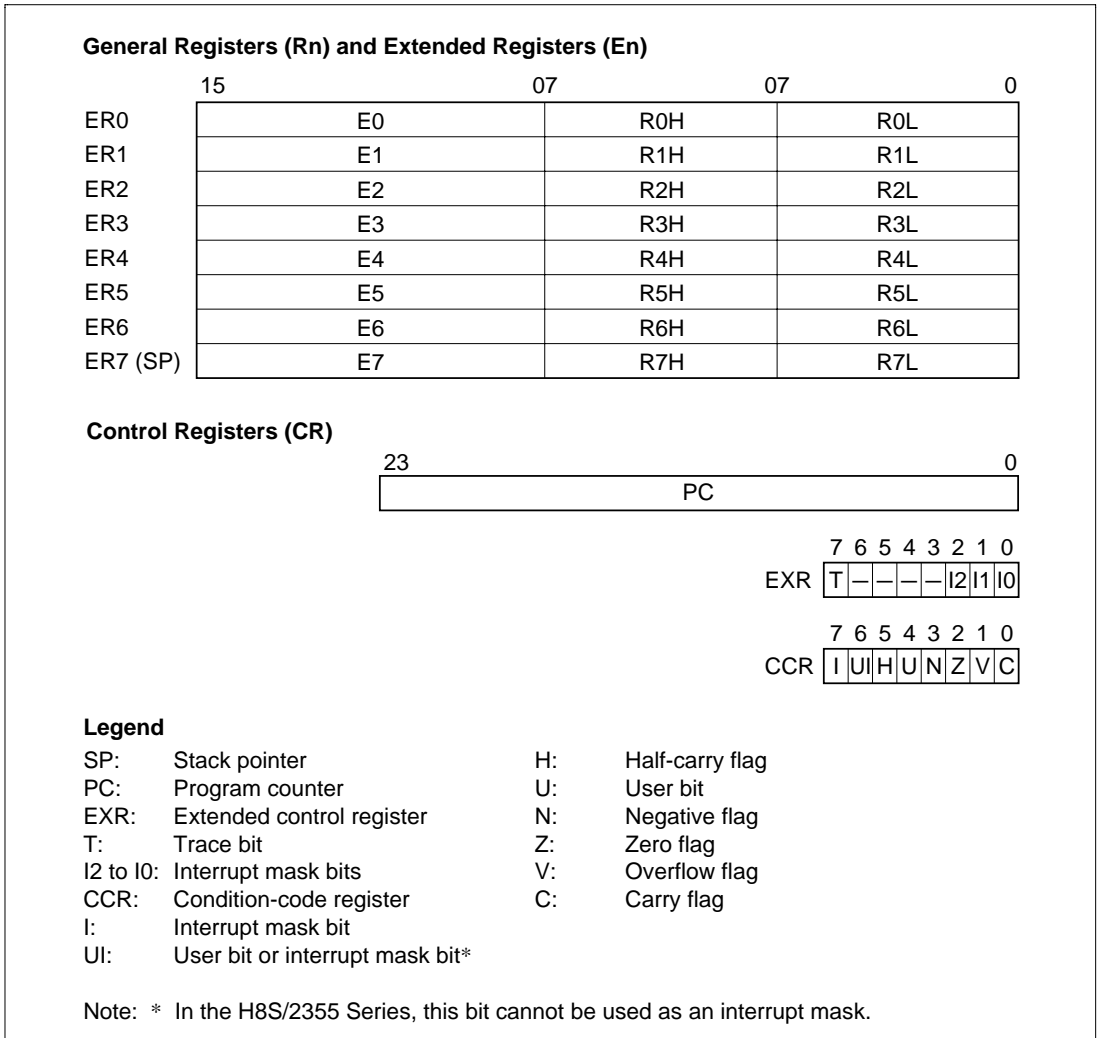 General Registers (Rn) and Extended Registers (En)
15 07 07 0
ER0 E0 R0H R0L
ER1 E1 R1H R1L
ER2 E2 R2H R2L
ER3 E3 R3H R3L
ER4 E4 R4H R4L
ER5 E5 R5H R5L
ER6 E6 R6H R6L
ER7 (SP) E7 R7H R7L
Control Registers (CR)
23 0
PC
7 6 5 4 3 2 1 0
EXR T — — — — I2 I1 I0
7 6 5 4 3 2 1 0
CCR I UI H U N Z V C
Legend
SP: Stack pointer H: Half-carry flag
PC: Program counter U: User bit
EXR: Extended control register N: Negative flag
T: Trace bit Z: Zero flag
I2 to I0: Interrupt mask bits V: Overflow flag
CCR: Condition-code register C: Carry flag
I: Interrupt mask bit
UI: User bit or interrupt mask bit*
Note: * In the H8S/2355 Series, this bit cannot be used as an interrupt mask.